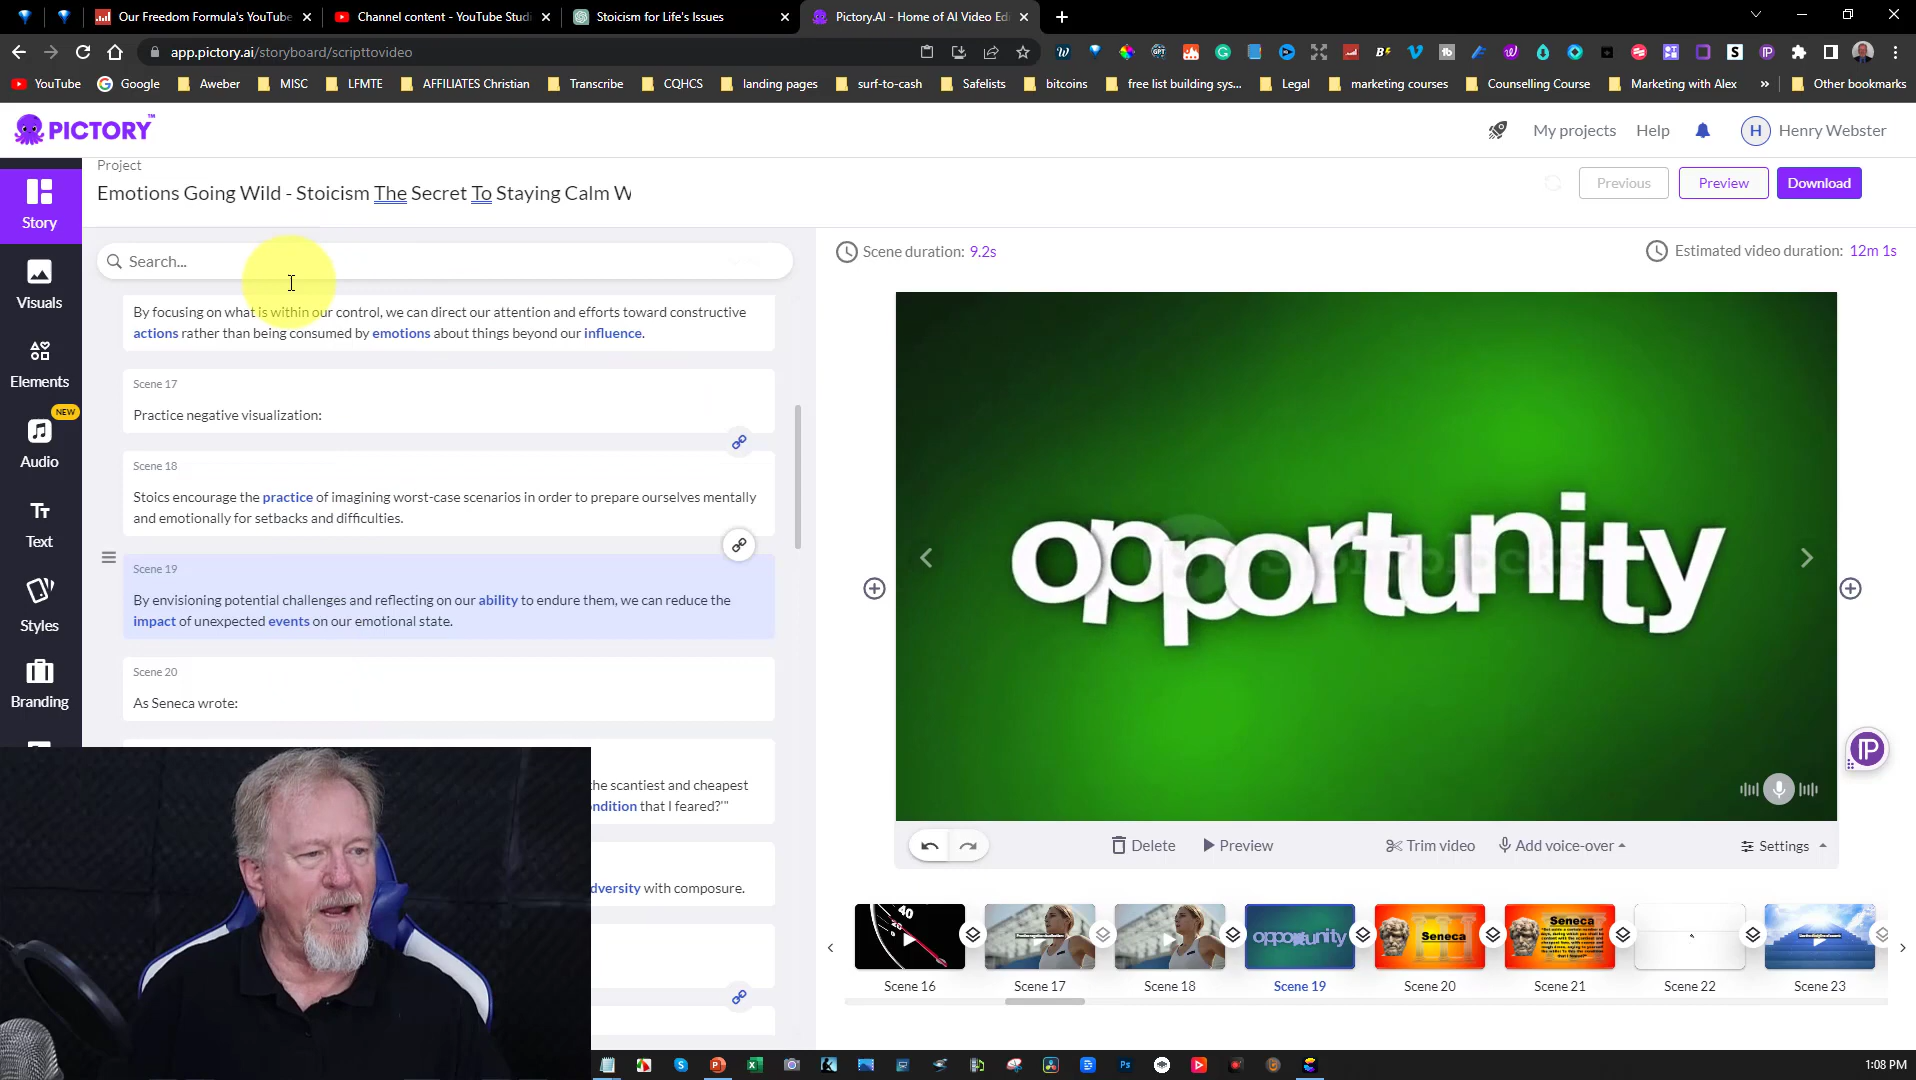 Our Freedom Formula's YouTube
Channel content - YouTube Studi
Stoicism for Life's Issues
Pictory.AI - Home of AI Video Edi
app.pictory.ai/storyboard/scripttovideo
YouTube
Google
Aweber
MISC
LFMTE
AFFILIATES Christian
Transcribe
CQHCS
landing pages
surf-to-cash
Safelists
bitcoins
free list building sys...
Legal
marketing courses
Counselling Course
Marketing with Alex
Other bookmarks
PICTORY™
My projects
Help
H
Henry Webster
Project
Emotions Going Wild - Stoicism The Secret To Staying Calm W
Previous
Preview
Download
Story
Visuals
Elements
NEW
Audio
Text
Styles
Branding
Search...
By focusing on what is within our control, we can direct our attention and efforts toward constructive
actions rather than being consumed by emotions about things beyond our influence.
Scene 17
Practice negative visualization:
Scene 18
Stoics encourage the practice of imagining worst-case scenarios in order to prepare ourselves mentally
and emotionally for setbacks and difficulties.
Scene 19
By envisioning potential challenges and reflecting on our ability to endure them, we can reduce the
impact of unexpected events on our emotional state.
Scene 20
As Seneca wrote:
the scantiest and cheapest
ondition that I feared?'"
dversity with composure.
Scene duration: 9.2s
Estimated video duration: 12m 1s
opportunity
Delete
Preview
Trim video
Add voice-over
Settings
40
opportunity
Seneca
Seneca
Scene 16
Scene 17
Scene 18
Scene 19
Scene 20
Scene 21
Scene 22
Scene 23
1:08 PM